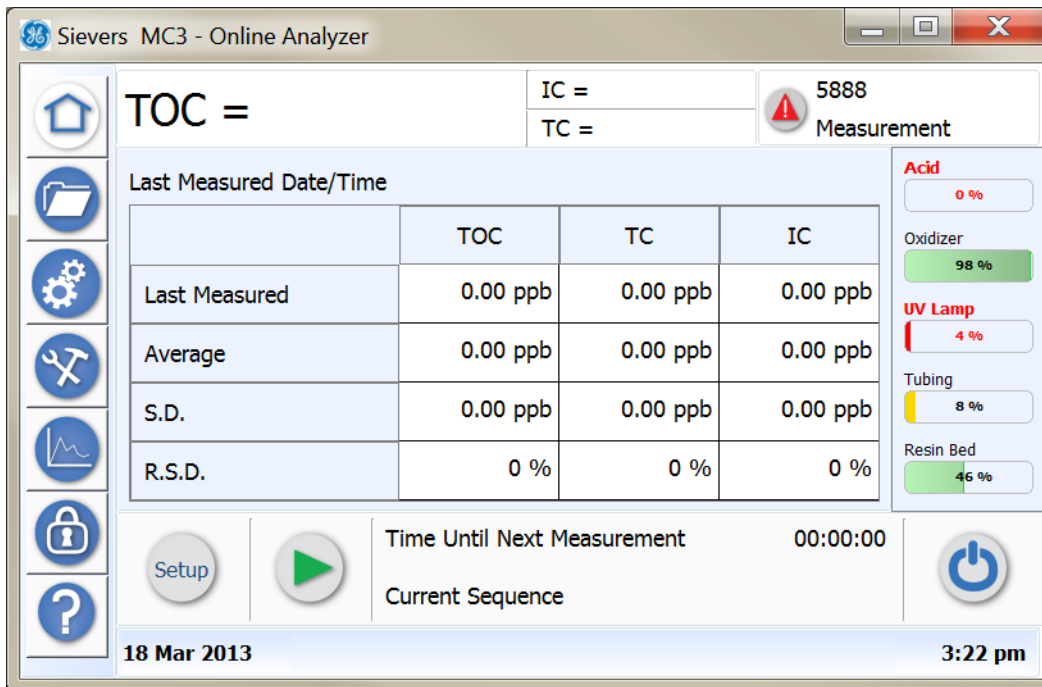 Sievers MC3 - Online Analyzer
TOC =
IC =
TC =
5888
Measurement
Last Measured Date/Time
TOC TC IC
Last Measured 0.00 ppb 0.00 ppb 0.00 ppb
Average 0.00 ppb 0.00 ppb 0.00 ppb
S.D. 0.00 ppb 0.00 ppb 0.00 ppb
R.S.D. 0 % 0 % 0 %
Acid
0 %
Oxidizer
98 %
UV Lamp
4 %
Tubing
8 %
Resin Bed
46 %
Setup
Time Until Next Measurement 00:00:00
Current Sequence
18 Mar 2013 3:22 pm